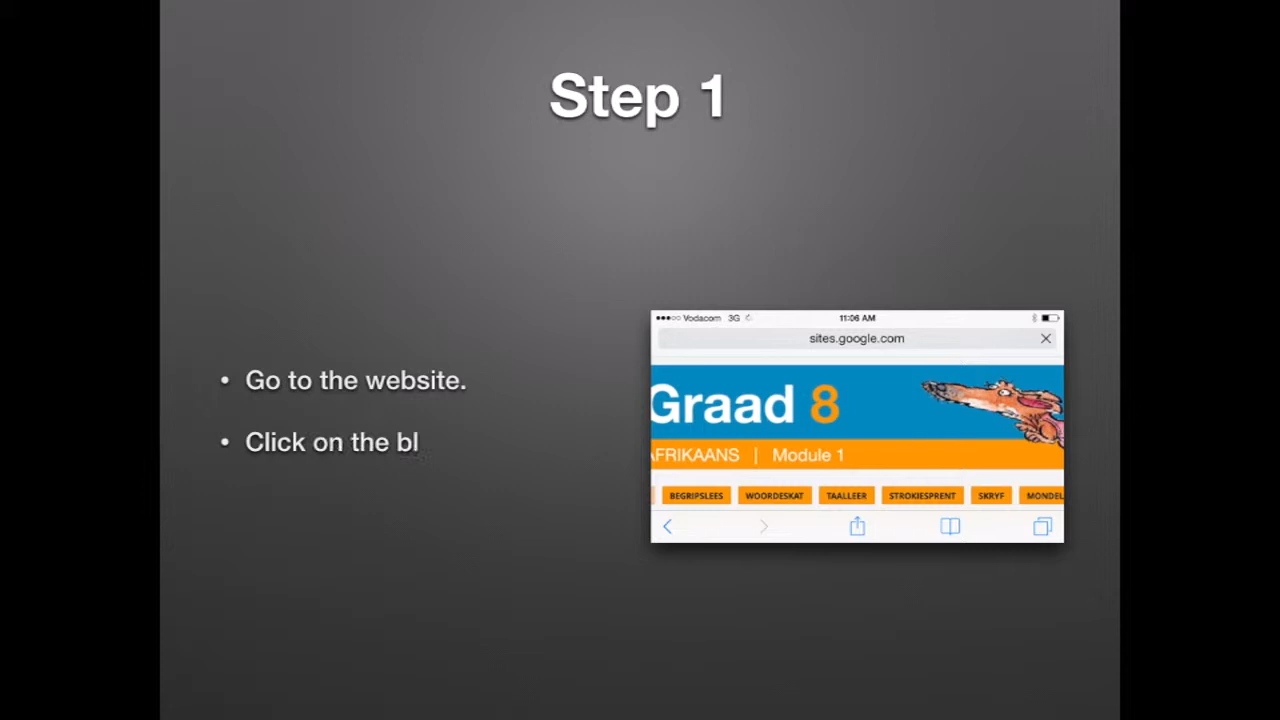 Step 1
• Go to the website.
• Click on the bl
Vodacom 3G 11:06 AM
sites.google.com
Graad 8
AFRIKAANS | Module 1
BEGRIPSLEES WOORDESKAT TAALLEER STROKIESPRENT SKRYF MONDEL